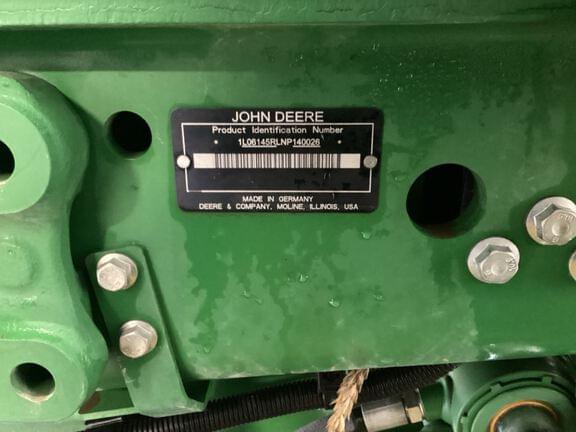 JOHN DEERE
Product Identification Number
* 1L06145RLNP140026 *
MADE IN GERMANY
DEERE & COMPANY, MOLINE, ILLINOIS, USA